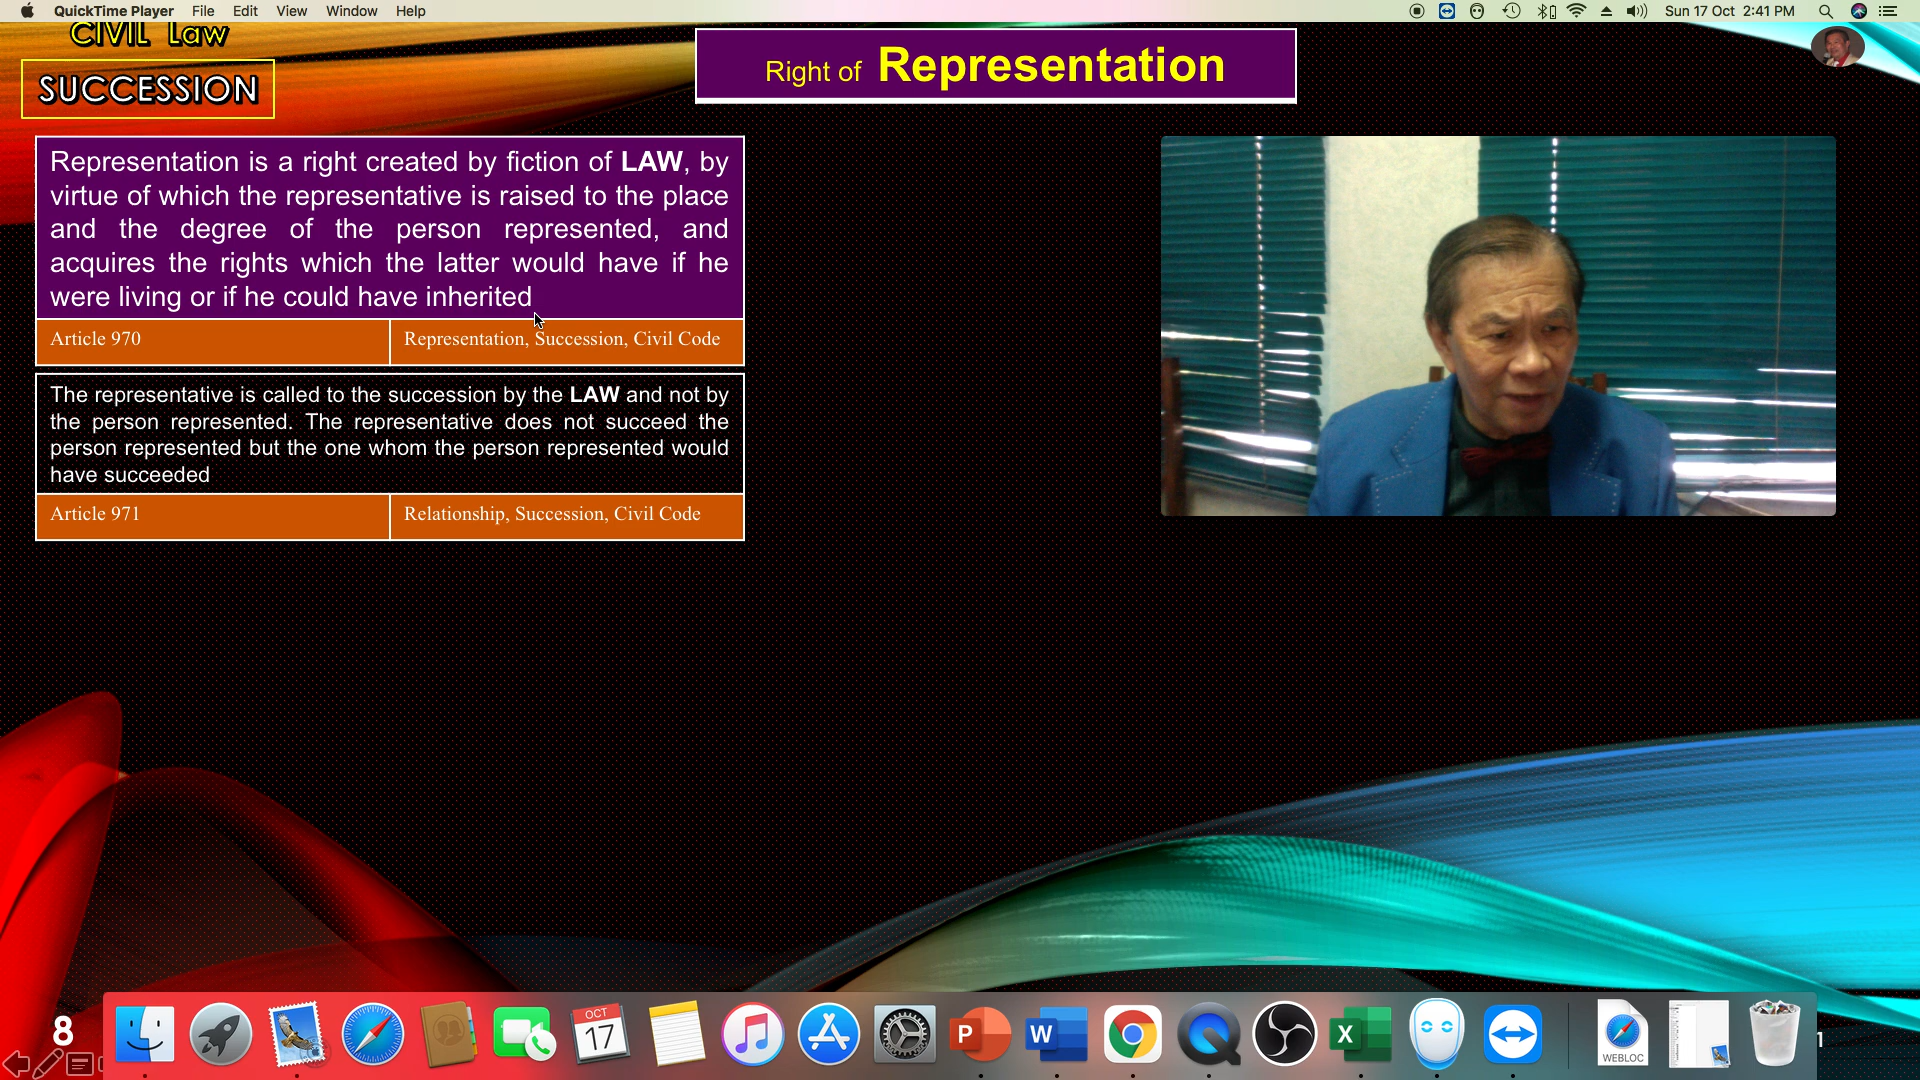 QuickTime Player File Edit View Window Help Sun 17 Oct 2:41 PM
CIVIL Law
SUCCESSION
Right of Representation
Representation is a right created by fiction of LAW, by
virtue of which the representative is raised to the place
and the degree of the person represented, and
acquires the rights which the latter would have if he
were living or if he could have inherited
Article 970 Representation, Succession, Civil Code
The representative is called to the succession by the LAW and not by
the person represented. The representative does not succeed the
person represented but the one whom the person represented would
have succeeded
Article 971 Relationship, Succession, Civil Code
8
OCT
17
P
W
X
WEBLOC